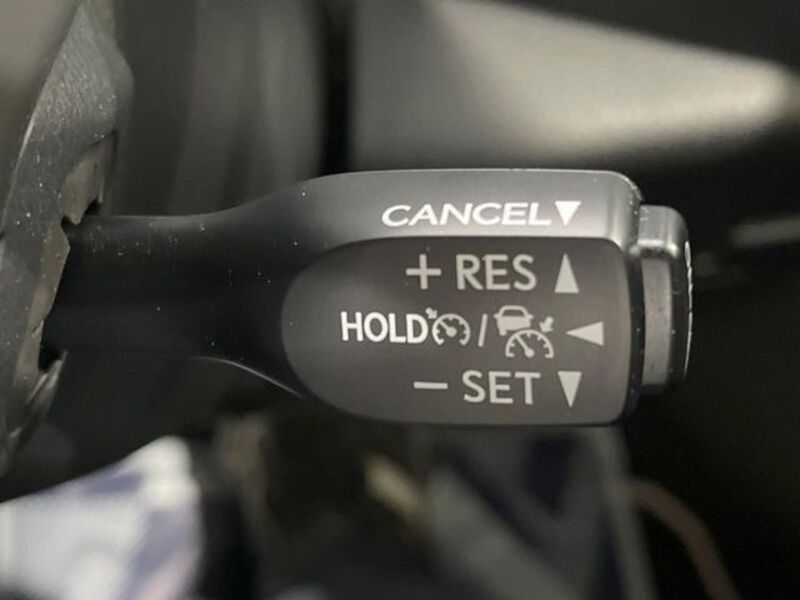 CANCEL▼
+ RES ▲
HOLD / ◀
− SET ▼